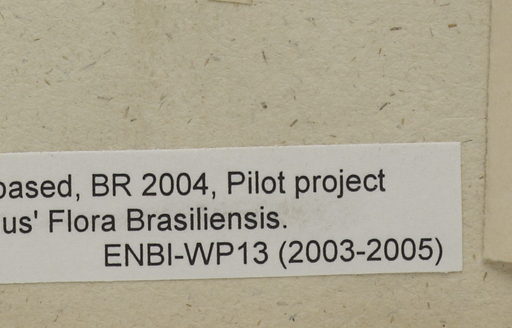 based, BR 2004, Pilot project
us' Flora Brasiliensis.
ENBI-WP13 (2003-2005)